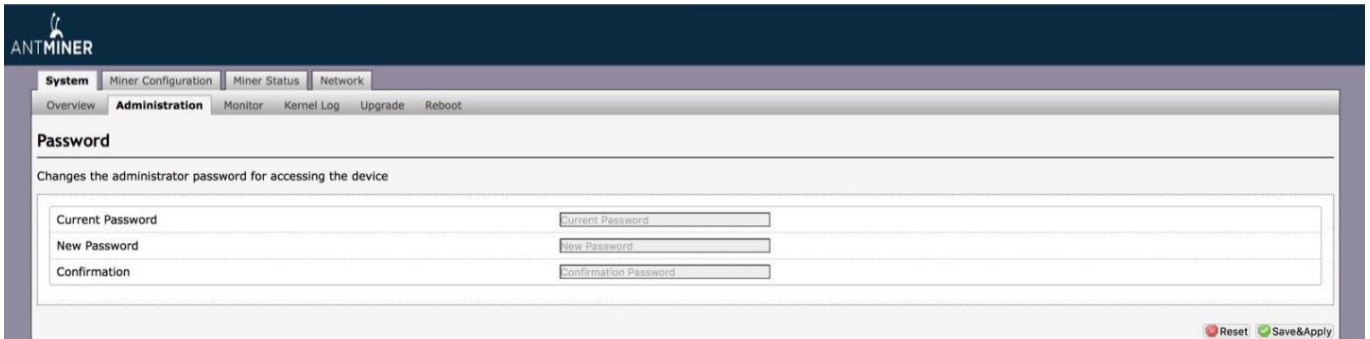 ANTMINER
System Miner Configuration Miner Status Network
Overview Administration Monitor Kernel Log Upgrade Reboot
Password
Changes the administrator password for accessing the device
Current Password Current Password
New Password New Password
Confirmation Confirmation Password
Reset Save&Apply